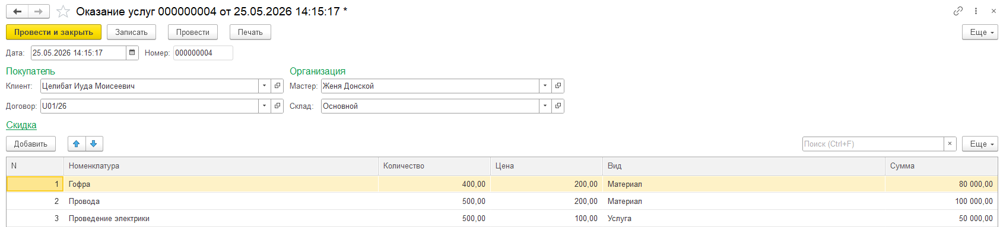 Оказание услуг 000000004 от 25.05.2026 14:15:17 *
Провести и закрыть Записать Провести Печать Еще
Дата: 25.05.2026 14:15:17 Номер: 000000004
Покупатель Организация
Клиент: Целибат Иуда Моисеевич Мастер: Женя Донской
Договор: U01/26 Склад: Основной
Скидка
Добавить Поиск (Ctrl+F) × Еще
N Номенклатура Количество Цена Вид Сумма
1 Гофра 400,00 200,00 Материал 80 000,00
2 Провода 500,00 200,00 Материал 100 000,00
3 Проведение электрики 500,00 100,00 Услуга 50 000,00